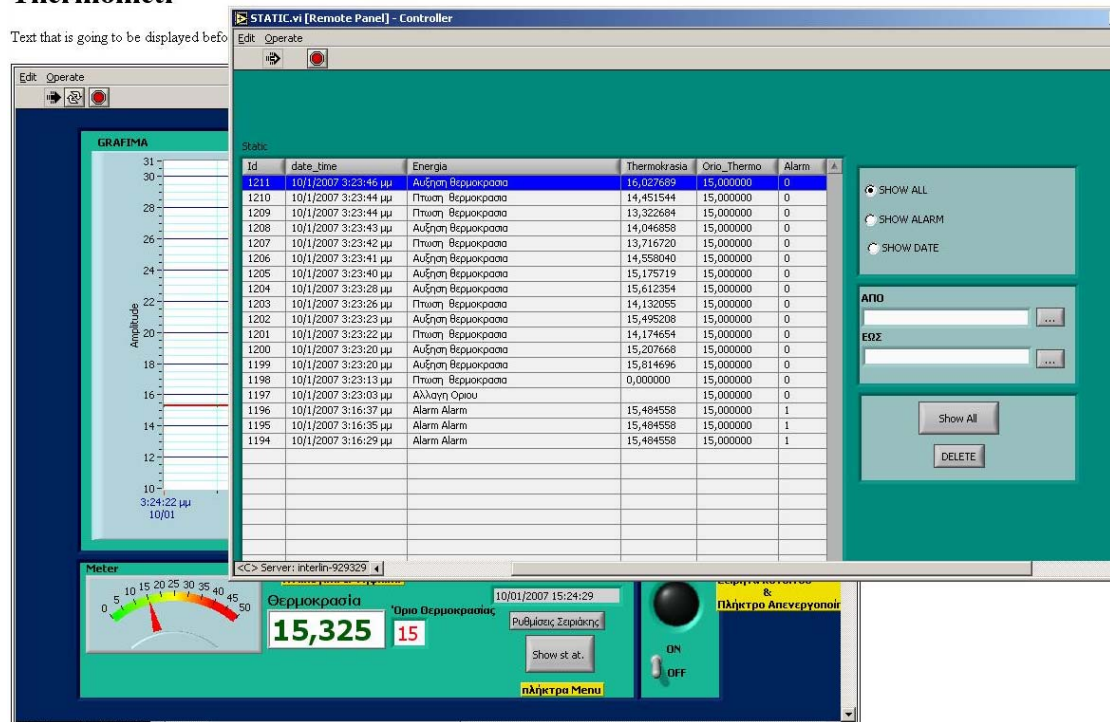 Text that is going to be displayed befo
STATIC.vi [Remote Panel] - Controller
Edit Operate
Static
Id date_time Energia Thermokrasia Orio_Thermo Alarm
1211 10/1/2007 3:23:46 μμ Αυξηση θερμοκρασια 16,027689 15,000000 0
1210 10/1/2007 3:23:44 μμ Πτωση θερμοκρασια 14,451544 15,000000 0
1209 10/1/2007 3:23:44 μμ Πτωση θερμοκρασια 13,322684 15,000000 0
1208 10/1/2007 3:23:43 μμ Αυξηση θερμοκρασια 14,046858 15,000000 0
1207 10/1/2007 3:23:42 μμ Πτωση θερμοκρασια 13,716720 15,000000 0
1206 10/1/2007 3:23:41 μμ Αυξηση θερμοκρασια 14,558040 15,000000 0
1205 10/1/2007 3:23:40 μμ Αυξηση θερμοκρασια 15,175719 15,000000 0
1204 10/1/2007 3:23:28 μμ Αυξηση θερμοκρασια 15,612354 15,000000 0
1203 10/1/2007 3:23:26 μμ Πτωση θερμοκρασια 14,132055 15,000000 0
1202 10/1/2007 3:23:23 μμ Αυξηση θερμοκρασια 15,495208 15,000000 0
1201 10/1/2007 3:23:22 μμ Πτωση θερμοκρασια 14,174654 15,000000 0
1200 10/1/2007 3:23:20 μμ Αυξηση θερμοκρασια 15,207668 15,000000 0
1199 10/1/2007 3:23:20 μμ Αυξηση θερμοκρασια 15,814696 15,000000 0
1198 10/1/2007 3:23:13 μμ Πτωση θερμοκρασια 0,000000 15,000000 0
1197 10/1/2007 3:23:03 μμ Αλλαγη Οριου 15,000000 0
1196 10/1/2007 3:16:37 μμ Alarm Alarm 15,484558 15,000000 1
1195 10/1/2007 3:16:35 μμ Alarm Alarm 15,484558 15,000000 1
1194 10/1/2007 3:16:29 μμ Alarm Alarm 15,484558 15,000000 1
SHOW ALL
SHOW ALARM
SHOW DATE
ΑΠΟ
...
ΕΩΣ
...
Show All
DELETE
<C> Server: interlin-929329
Edit Operate
GRAFIMA
Amplitude
31
30
28
26
24
22
20
18
16
14
12
10
3:24:22 μμ
10/01
Meter
0 5 10 15 20 25 30 35 40 45 50
Θερμοκρασία
15,325
Όριο Θερμοκρασίας
15
10/01/2007 15:24:29
Ρυθμίσεις Σειριάκης
Show st at.
πλήκτρα Menu
ON
OFF
&
Πλήκτρο Απενεργοποίη